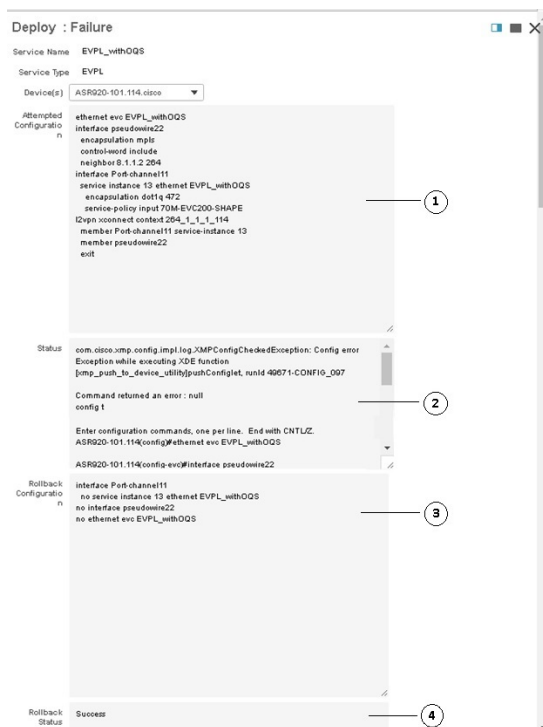 Deploy : Failure
Service Name EVPL_withOQS
Service Type EVPL
Device(s) ASR920-101.114.cisco
Attempted
Configuratio
n
ethernet evc EVPL_withOQS
interface pseudowire22
encapsulation mpls
control-word include
neighbor 8.1.1.2 264
interface Port-channel11
service instance 13 ethernet EVPL_withOQS
encapsulation dot1q 472
service-policy input 70M-EVC200-SHAPE
l2vpn xconnect context 264_1_1_1_114
member Port-channel11 service-instance 13
member pseudowire22
exit
1
Status
com.cisco.xmp.config.impl.log.XMPConfigCheckedException: Config error
Exception while executing XDE function
[xmp_push_to_device_utility]pushConfiglet, runId 49671-CONFIG_097
Command returned an error : null
config t
Enter configuration commands, one per line. End with CNTL/Z.
ASR920-101.114(config)#ethernet evc EVPL_withOQS
ASR920-101.114(config-evc)#interface pseudowire22
2
Rollback
Configuratio
n
interface Port-channel11
no service instance 13 ethernet EVPL_withOQS
no interface pseudowire22
no ethernet evc EVPL_withOQS
3
Rollback
Status
Success
4